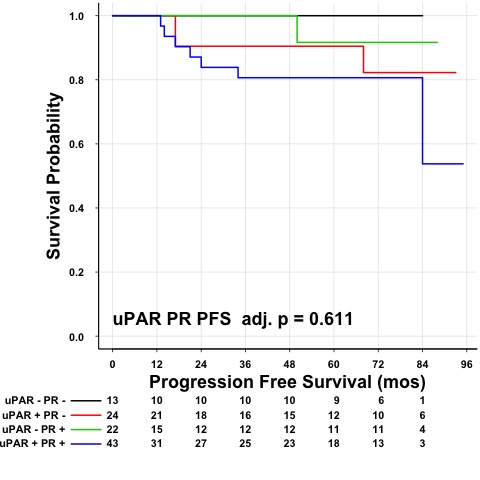 1.0
0.8
0.6
0.4
0.2
0.0
Survival Probability
uPAR PR PFS adj. p = 0.611
0 12 24 36 48 60 72 84 96
Progression Free Survival (mos)
uPAR - PR - 13 10 10 10 10 9 6 1
uPAR + PR - 24 21 18 16 15 12 10 6
uPAR - PR + 22 15 12 12 12 11 11 4
uPAR + PR + 43 31 27 25 23 18 13 3